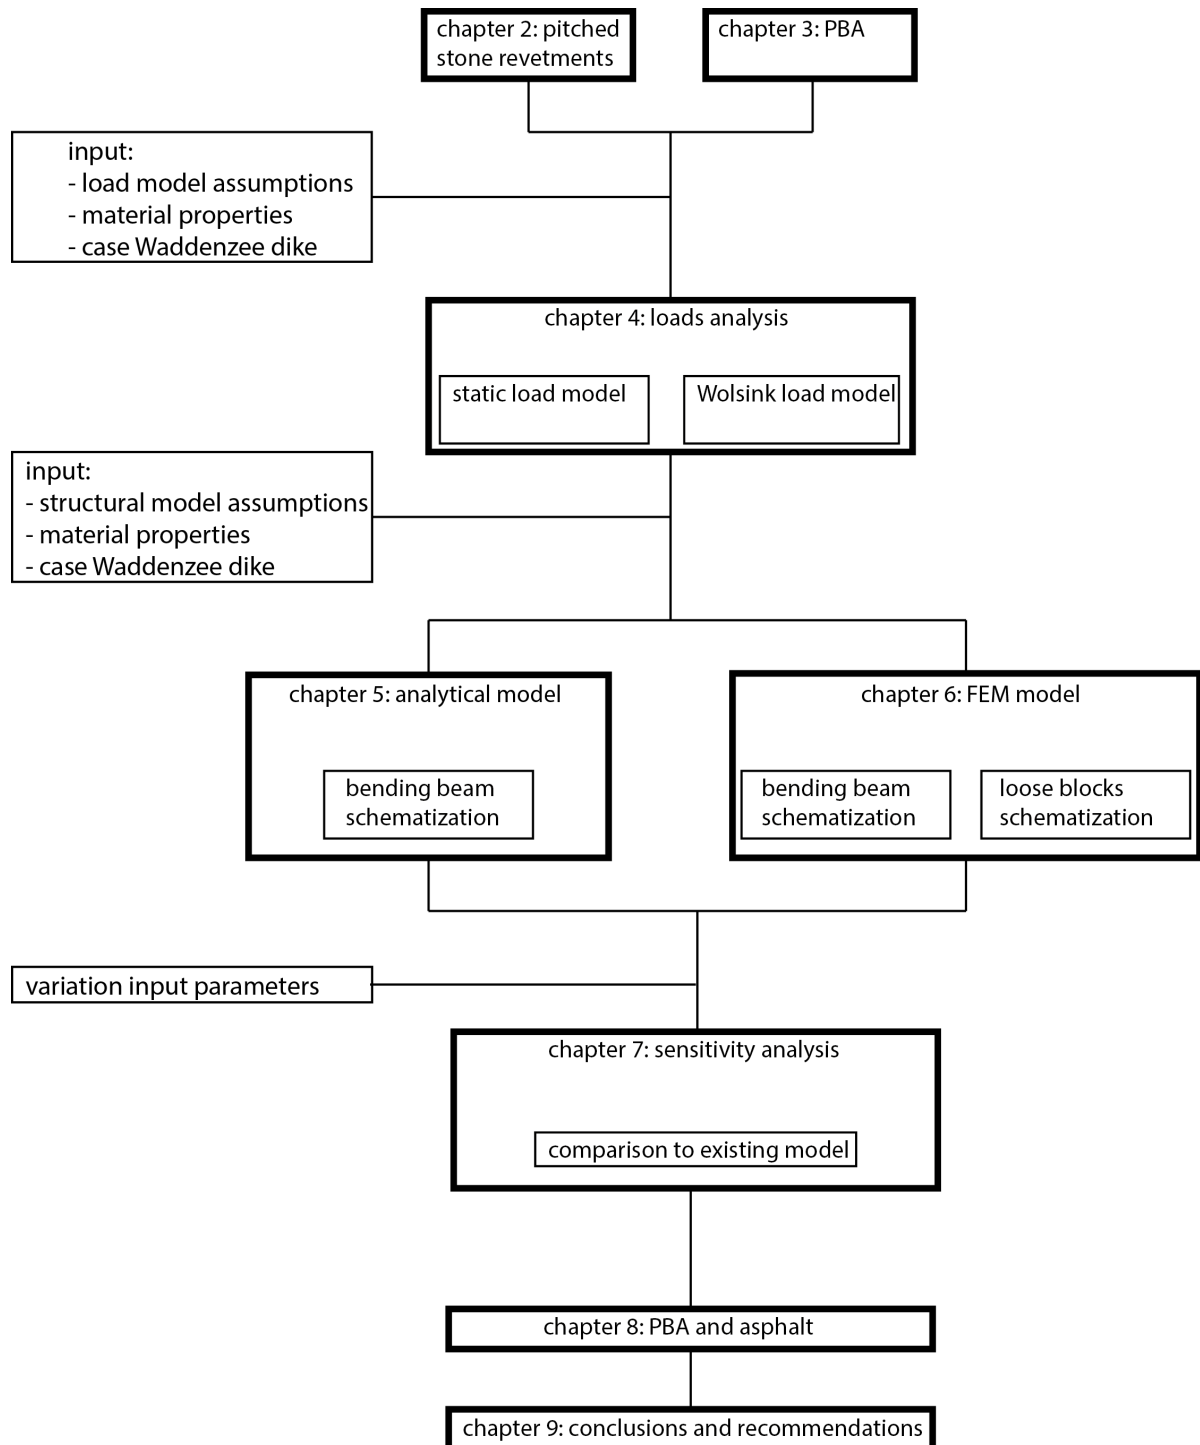 chapter 2: pitched
stone revetments
chapter 3: PBA
input:
- load model assumptions
- material properties
- case Waddenzee dike
chapter 4: loads analysis
static load model
Wolsink load model
input:
- structural model assumptions
- material properties
- case Waddenzee dike
chapter 5: analytical model
bending beam
schematization
chapter 6: FEM model
bending beam
schematization
loose blocks
schematization
variation input parameters
chapter 7: sensitivity analysis
comparison to existing model
chapter 8: PBA and asphalt
chapter 9: conclusions and recommendations